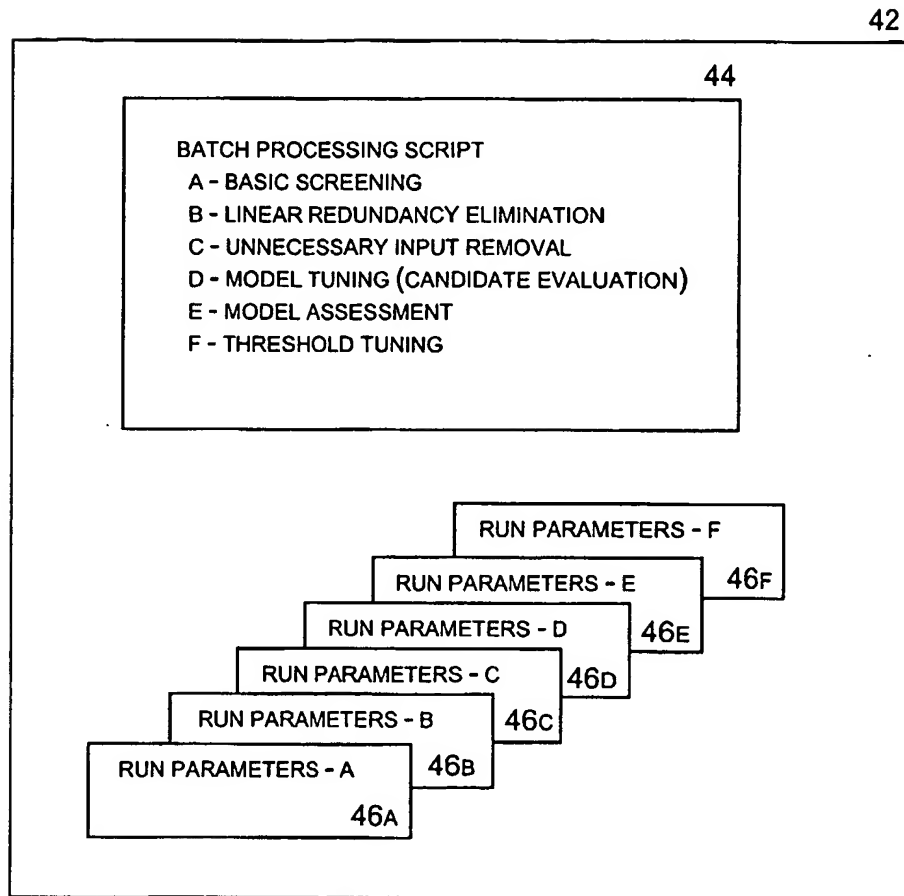 42
44
BATCH PROCESSING SCRIPT
A - BASIC SCREENING
B - LINEAR REDUNDANCY ELIMINATION
C - UNNECESSARY INPUT REMOVAL
D - MODEL TUNING (CANDIDATE EVALUATION)
E - MODEL ASSESSMENT
F - THRESHOLD TUNING
RUN PARAMETERS - F
46F
RUN PARAMETERS - E
46E
RUN PARAMETERS - D
46D
RUN PARAMETERS - C
46C
RUN PARAMETERS - B
46B
RUN PARAMETERS - A
46A